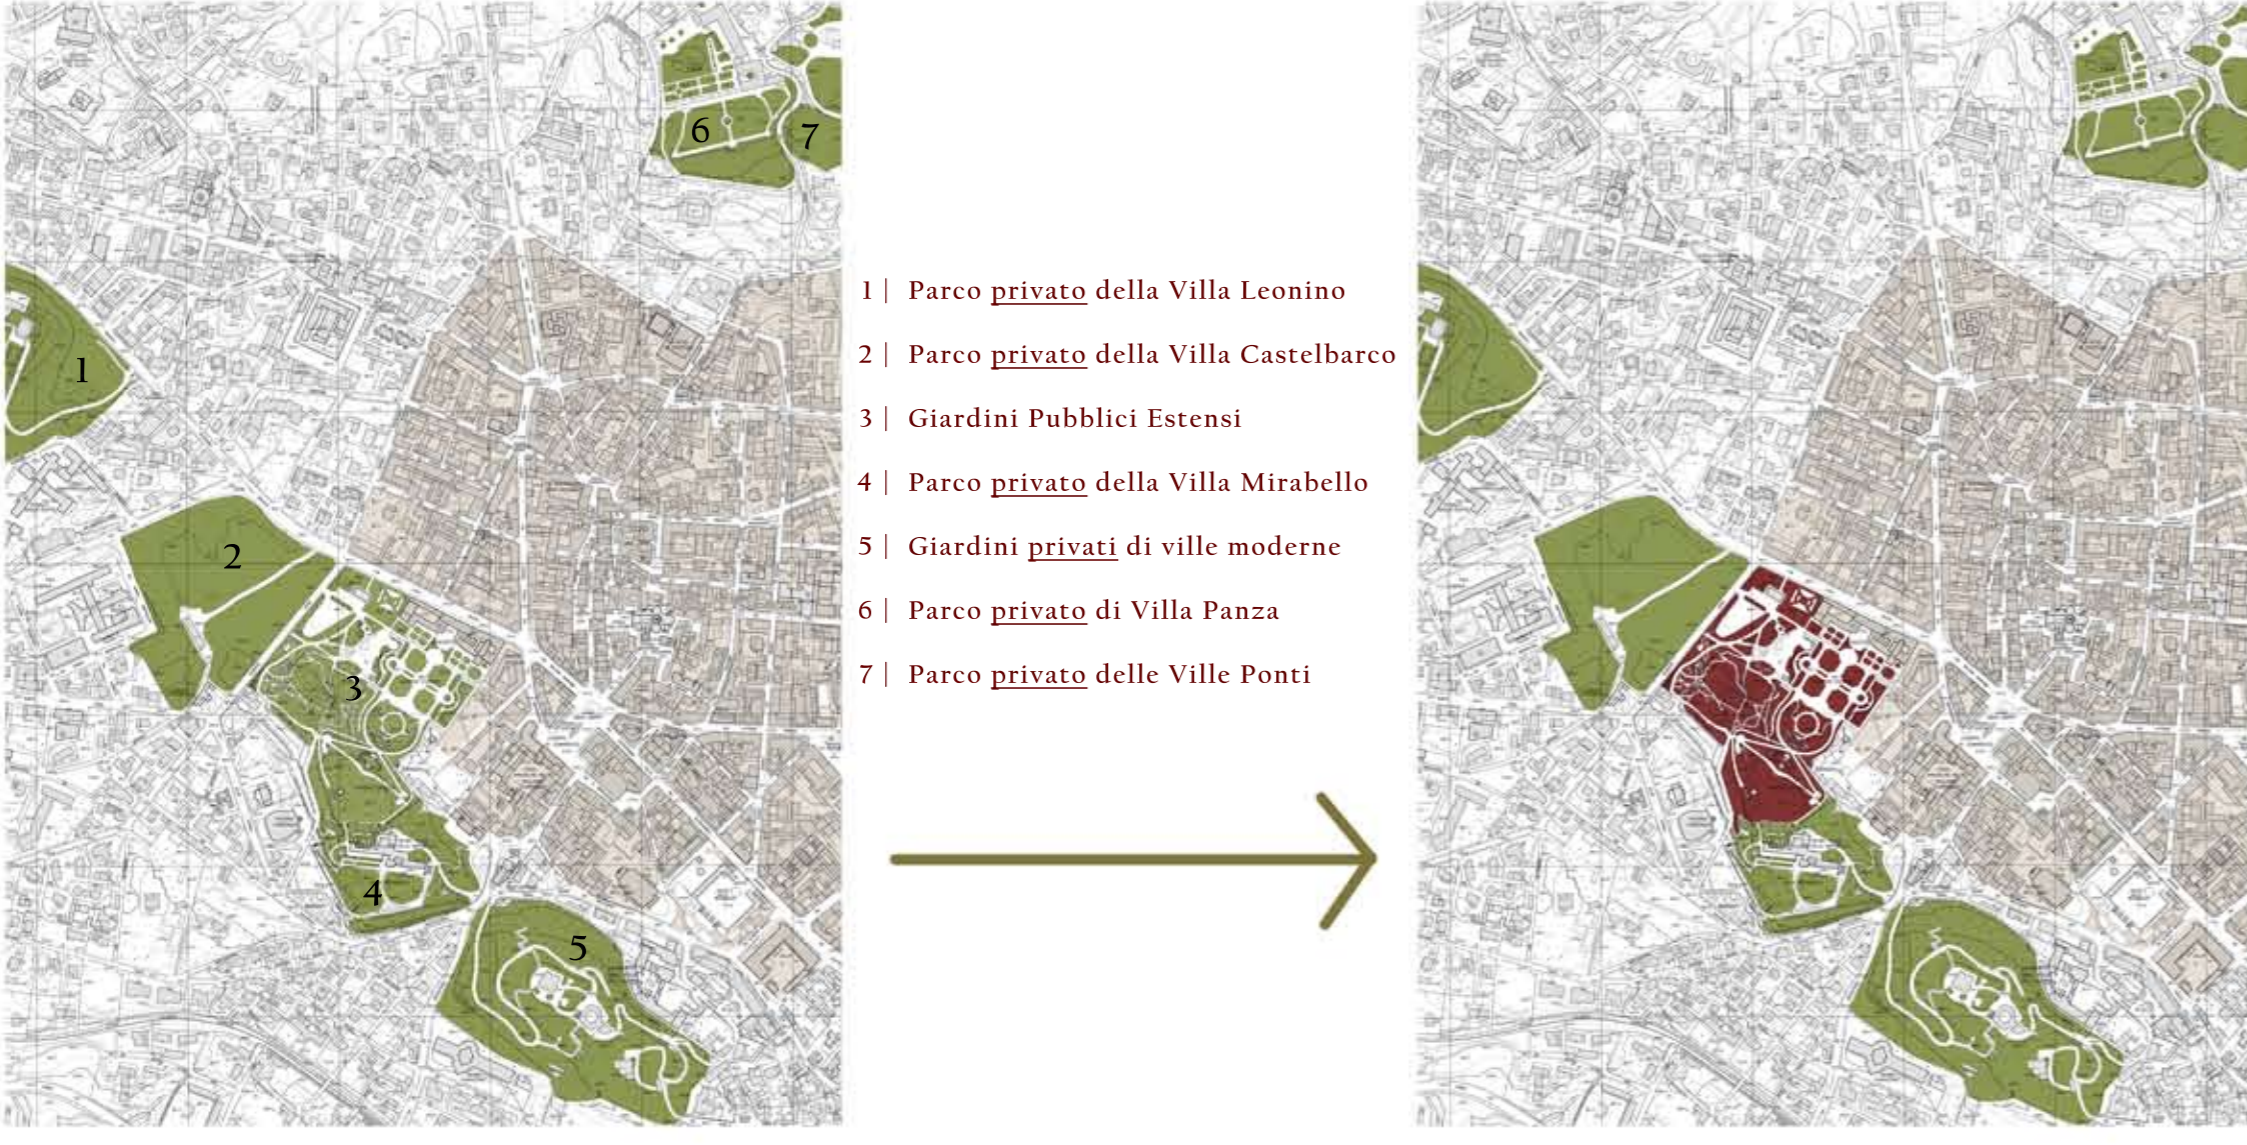 6
7
1
2
3
4
5
1 | Parco privato della Villa Leonino
2 | Parco privato della Villa Castelbarco
3 | Giardini Pubblici Estensi
4 | Parco privato della Villa Mirabello
5 | Giardini privati di ville moderne
6 | Parco privato di Villa Panza
7 | Parco privato delle Ville Ponti